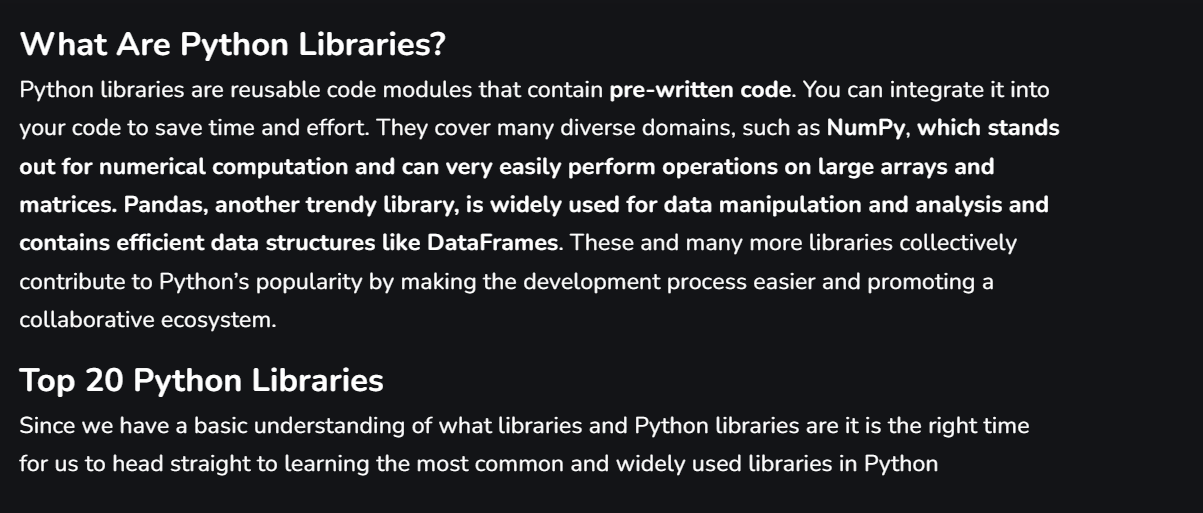 What Are Python Libraries?
Python libraries are reusable code modules that contain pre-written code. You can integrate it into
your code to save time and effort. They cover many diverse domains, such as NumPy, which stands
out for numerical computation and can very easily perform operations on large arrays and
matrices. Pandas, another trendy library, is widely used for data manipulation and analysis and
contains efficient data structures like DataFrames. These and many more libraries collectively
contribute to Python’s popularity by making the development process easier and promoting a
collaborative ecosystem.
Top 20 Python Libraries
Since we have a basic understanding of what libraries and Python libraries are it is the right time
for us to head straight to learning the most common and widely used libraries in Python